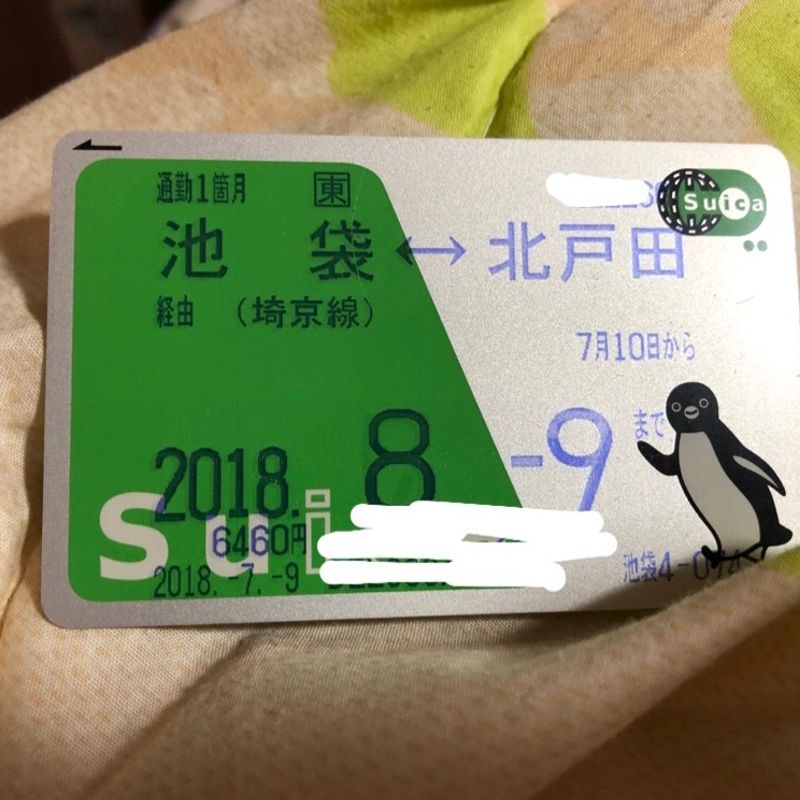 通勤1箇月 東
Suica
池袋↔北戸田
経由 (埼京線)
7月10日から
2018. 8 -9 まで
Sui
6460円
2018. -7. -9
池袋4